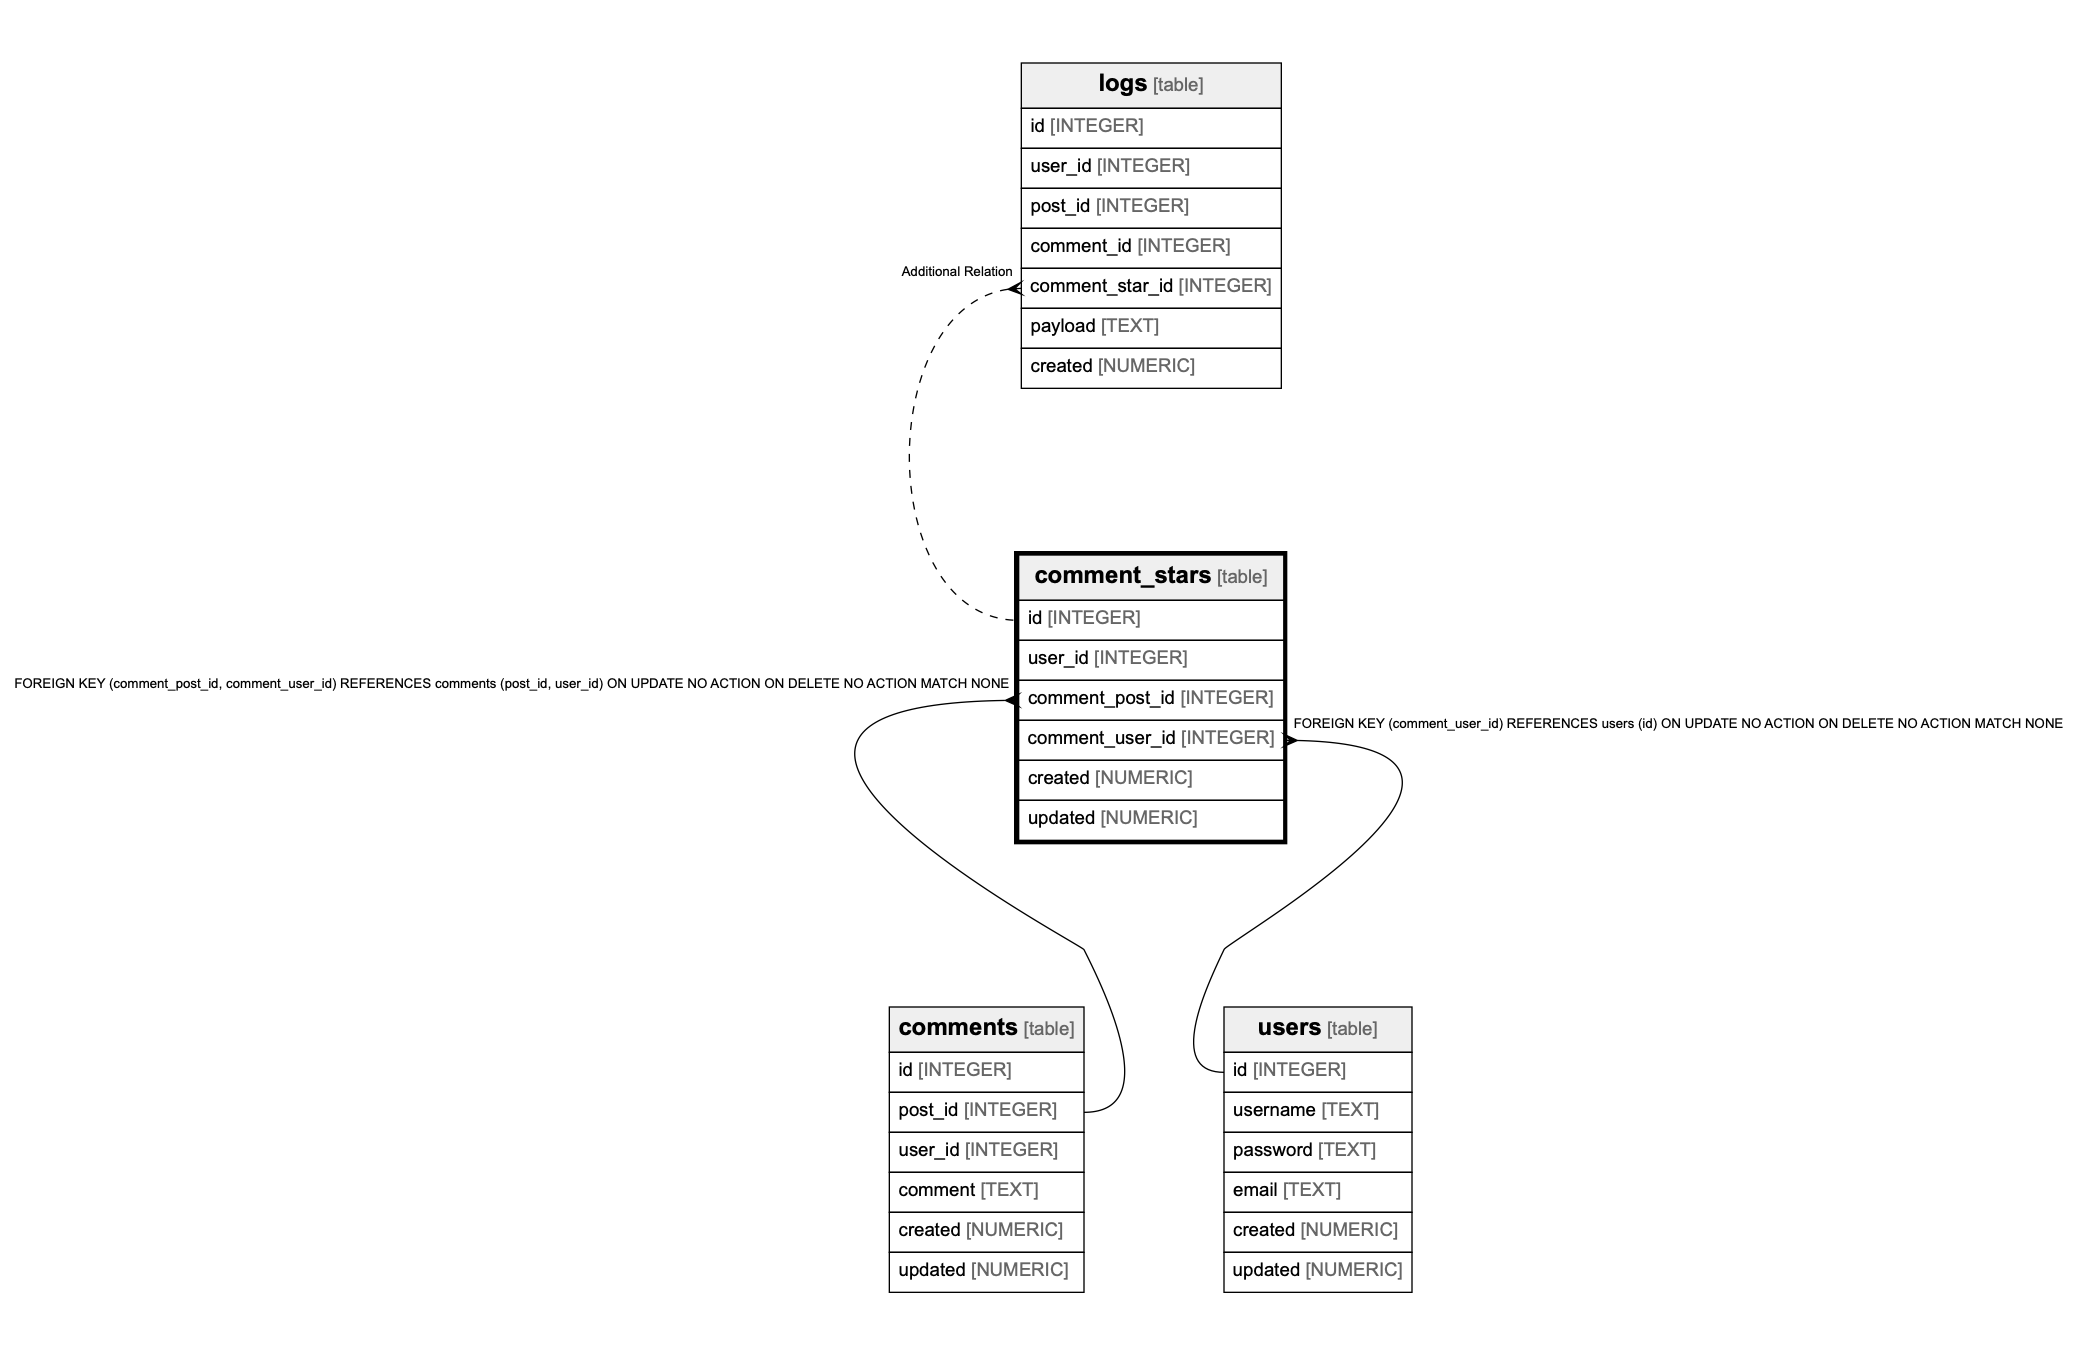 logs [table]
id [INTEGER]
user_id [INTEGER]
post_id [INTEGER]
comment_id [INTEGER]
Additional Relation
comment_star_id [INTEGER]
payload [TEXT]
created [NUMERIC]
comment_stars [table]
id [INTEGER]
user_id [INTEGER]
FOREIGN KEY (comment_post_id, comment_user_id) REFERENCES comments (post_id, user_id) ON UPDATE NO ACTION ON DELETE NO ACTION MATCH NONE
comment_post_id [INTEGER]
FOREIGN KEY (comment_user_id) REFERENCES users (id) ON UPDATE NO ACTION ON DELETE NO ACTION MATCH NONE
comment_user_id [INTEGER]
created [NUMERIC]
updated [NUMERIC]
comments [table]
id [INTEGER]
post_id [INTEGER]
user_id [INTEGER]
comment [TEXT]
created [NUMERIC]
updated [NUMERIC]
users [table]
id [INTEGER]
username [TEXT]
password [TEXT]
email [TEXT]
created [NUMERIC]
updated [NUMERIC]